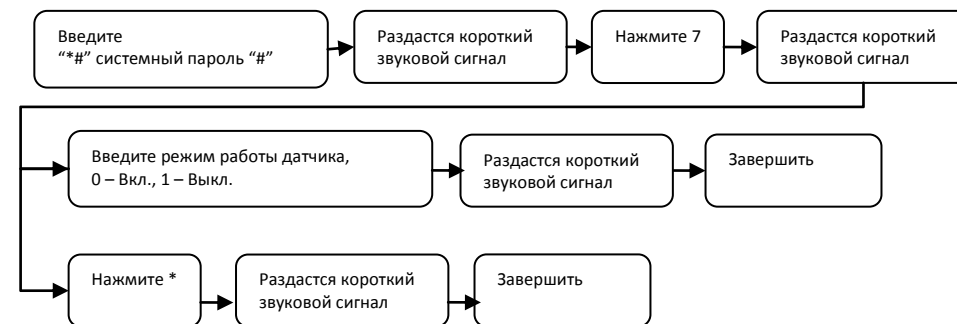 Введите
“*#” системный пароль “#”
Раздастся короткий
звуковой сигнал
Нажмите 7
Раздастся короткий
звуковой сигнал
Введите режим работы датчика,
0 – Вкл., 1 – Выкл.
Раздастся короткий
звуковой сигнал
Завершить
Нажмите *
Раздастся короткий
звуковой сигнал
Завершить